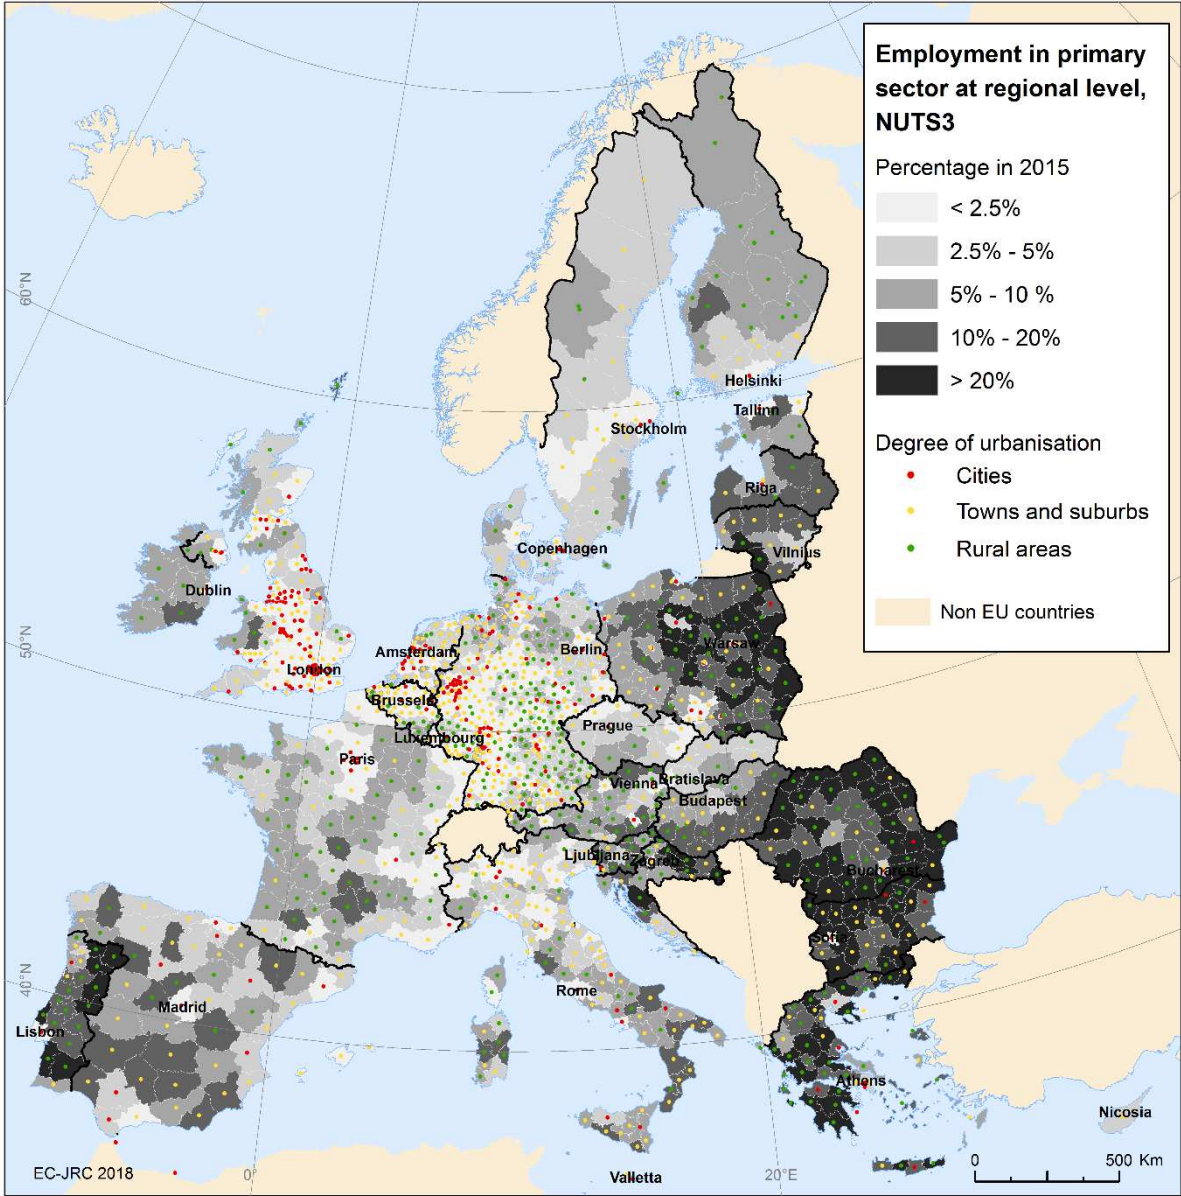 Employment in primary
sector at regional level,
NUTS3
Percentage in 2015
< 2.5%
2.5% - 5%
5% - 10 %
10% - 20%
> 20%
Degree of urbanisation
Cities
Towns and suburbs
Rural areas
Non EU countries
60°N
50°N
40°N
Helsinki
Tallinn
Stockholm
Riga
Copenhagen
Vilnius
Dublin
Amsterdam
Berlin
Warsaw
London
Brussels
Prague
Luxembourg
Paris
Vienna
Bratislava
Budapest
Ljubljana
Zagreb
Bucharest
Sofia
Rome
Madrid
Lisbon
Athens
Nicosia
Valletta
EC-JRC 2018
0°
20°E
0 500 Km